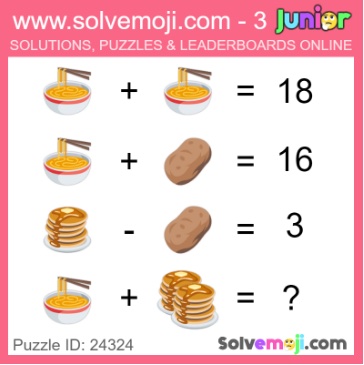 www.solvemoji.com - 3 Junior
SOLUTIONS, PUZZLES & LEADERBOARDS ONLINE
+ = 18
+ = 16
- = 3
+ = ?
Puzzle ID: 24324 Solvemoji.com